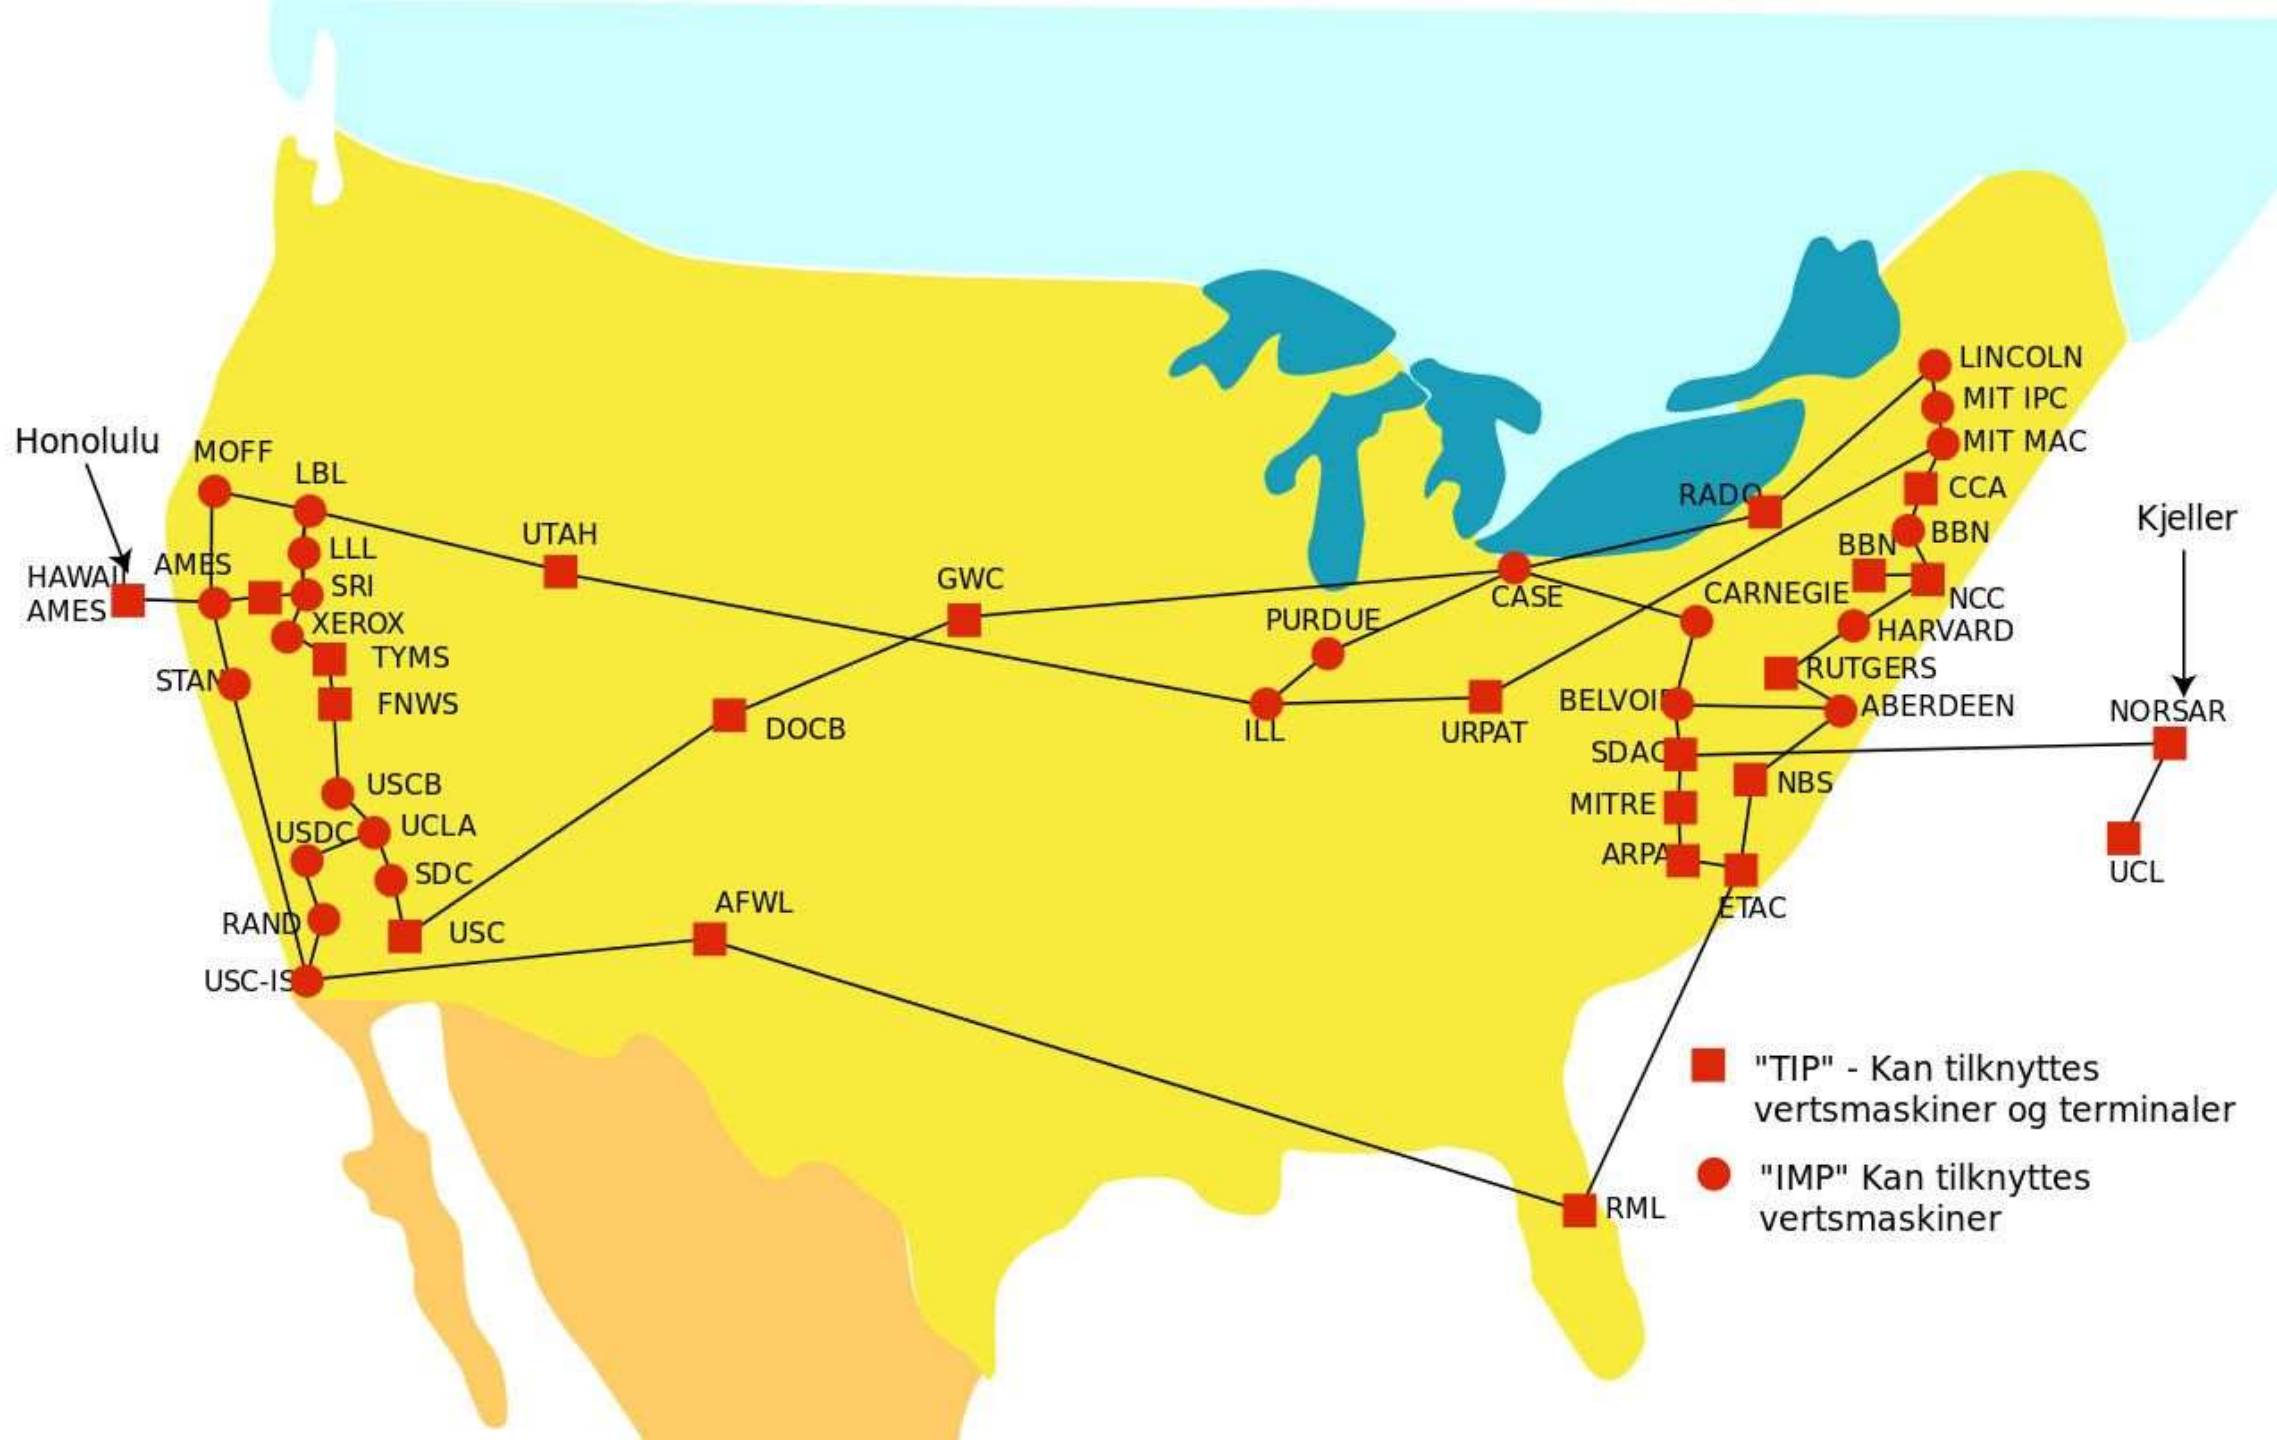 LINCOLN
MIT IPC
Honolulu
MOFF
MIT MAC
LBL
CCA
RADO
Kjeller
UTAH
BBN
BBN
LLL
AMES
HAWAII
GWC
SRI
CARNEGIE
CASE
NCC
AMES
XEROX
PURDUE
HARVARD
TYMS
RUTGERS
STAN
FNWS
BELVOIR
ABERDEEN
NORSAR
DOCB
ILL
URPAT
SDAC
USCB
NBS
MITRE
USDC
UCLA
ARPA
SDC
UCL
AFWL
ETAC
RAND
USC
USC-IS
"TIP" - Kan tilknyttes
vertsmaskiner og terminaler
"IMP" Kan tilknyttes
vertsmaskiner
RML